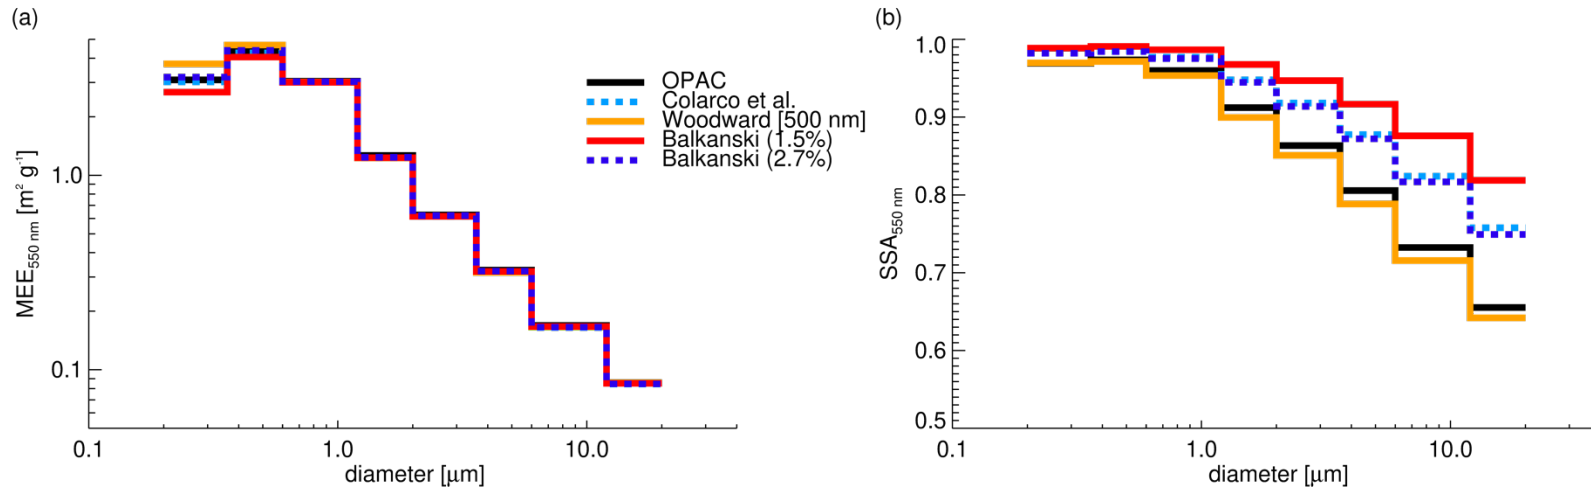 (a)
MEE550 nm [m² g⁻¹]
1.0
0.1
0.1 1.0 10.0
diameter [μm]
OPAC
Colarco et al.
Woodward [500 nm]
Balkanski (1.5%)
Balkanski (2.7%)
(b)
SSA550 nm
1.0
0.9
0.8
0.7
0.6
0.5
0.1 1.0 10.0
diameter [μm]